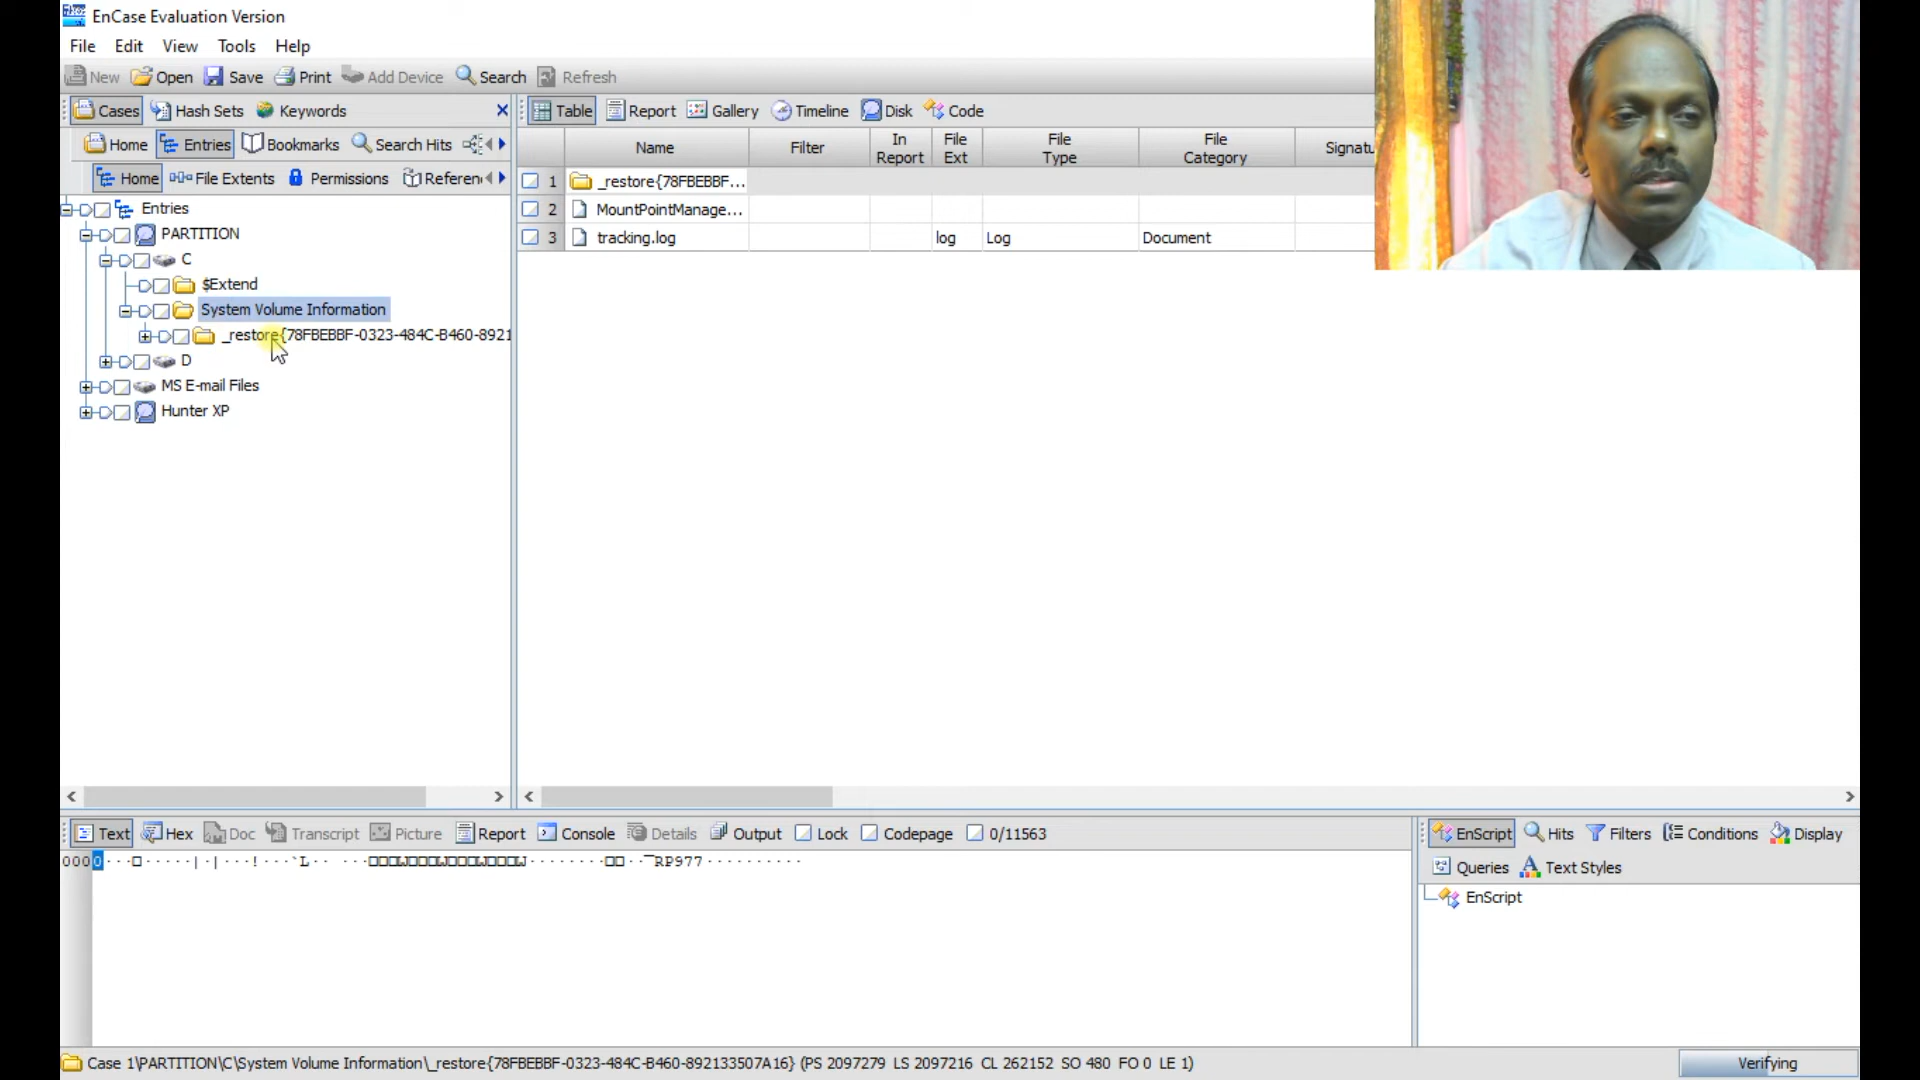 EnCase Evaluation Version
File Edit View Tools Help
New Open Save Print Add Device Search Refresh
Cases Hash Sets Keywords
Home Entries Bookmarks Search Hits
Home File Extents Permissions Referen
Entries
PARTITION
C
$Extend
System Volume Information
_restore{78FBEBBF-0323-484C-B460-8921
D
MS E-mail Files
Hunter XP
Table Report Gallery Timeline Disk Code
Name Filter In Report File Ext File Type File Category Signatu
1 _restore{78FBEBBF...
2 MountPointManage...
3 tracking.log log Log Document
Text Hex Doc Transcript Picture Report Console Details Output Lock Codepage 0/11563
EnScript Hits Filters Conditions Display
Queries Text Styles
EnScript
Case 1\PARTITION\C\System Volume Information\_restore{78FBEBBF-0323-484C-B460-892133507A16} (PS 2097279 LS 2097216 CL 262152 SO 480 FO 0 LE 1)
Verifying